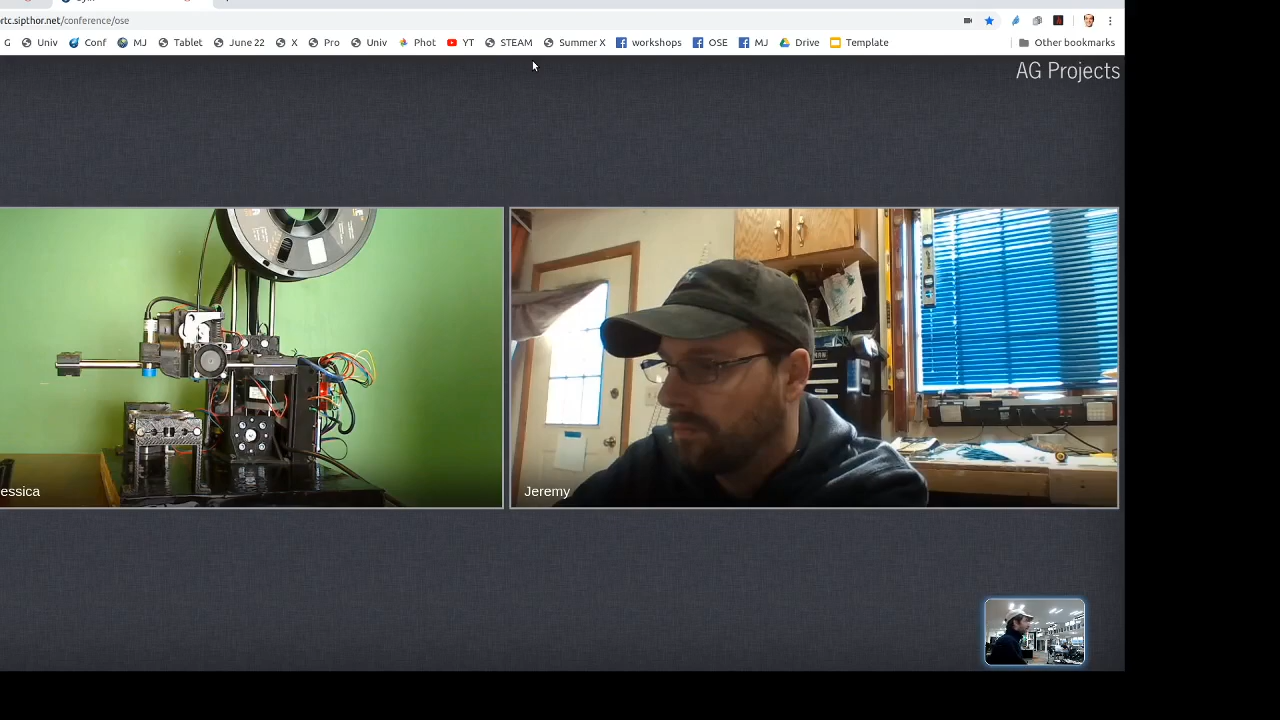 rtc.sipthor.net/conference/ose
G Univ Conf MJ Tablet June 22 X Pro Univ Phot YT STEAM Summer X workshops OSE MJ Drive Template Other bookmarks
AG Projects
essica
Jeremy